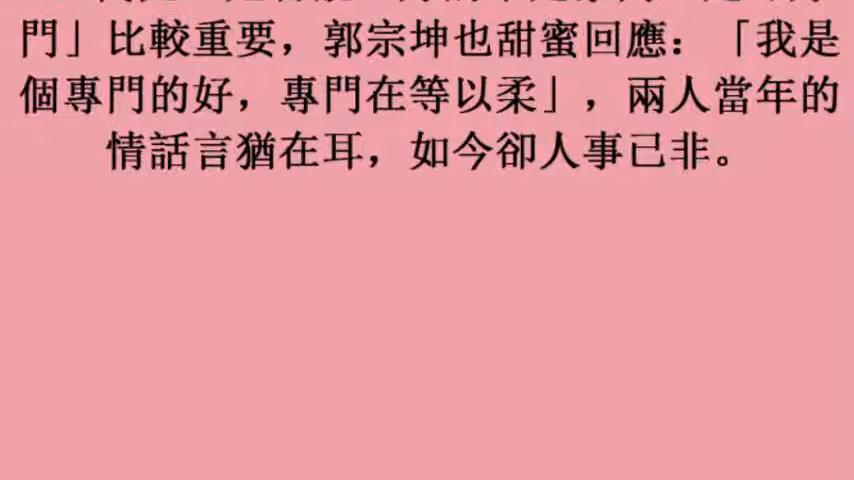 門」比較重要，郭宗坤也甜蜜回應：「我是
個專門的好，專門在等以柔」，兩人當年的
情話言猶在耳，如今卻人事已非。